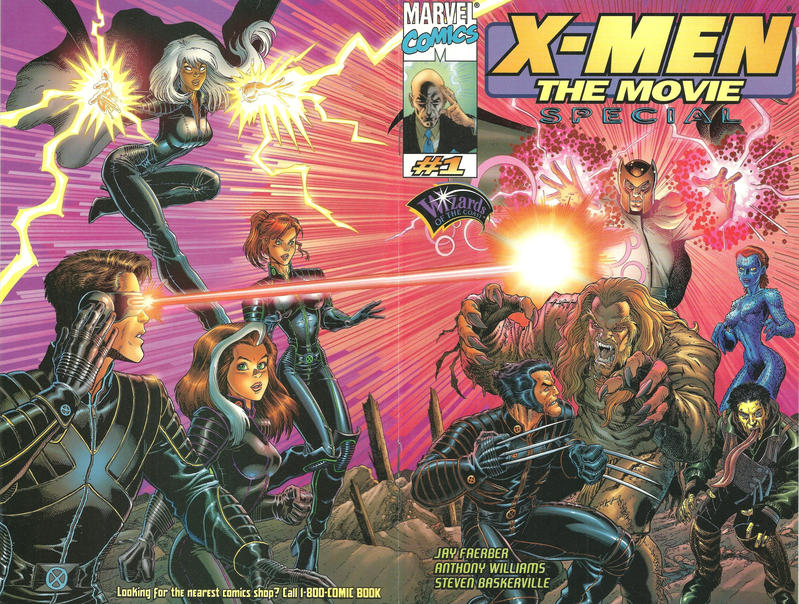 MARVEL®
COMICS
M
#1
X-MEN
THE MOVIE
SPECIAL
Wizards
OF THE COAST
JAY FAERBER
ANTHONY WILLIAMS
STEVEN BASKERVILLE
Looking for the nearest comics shop? Call 1-800-COMIC BOOK